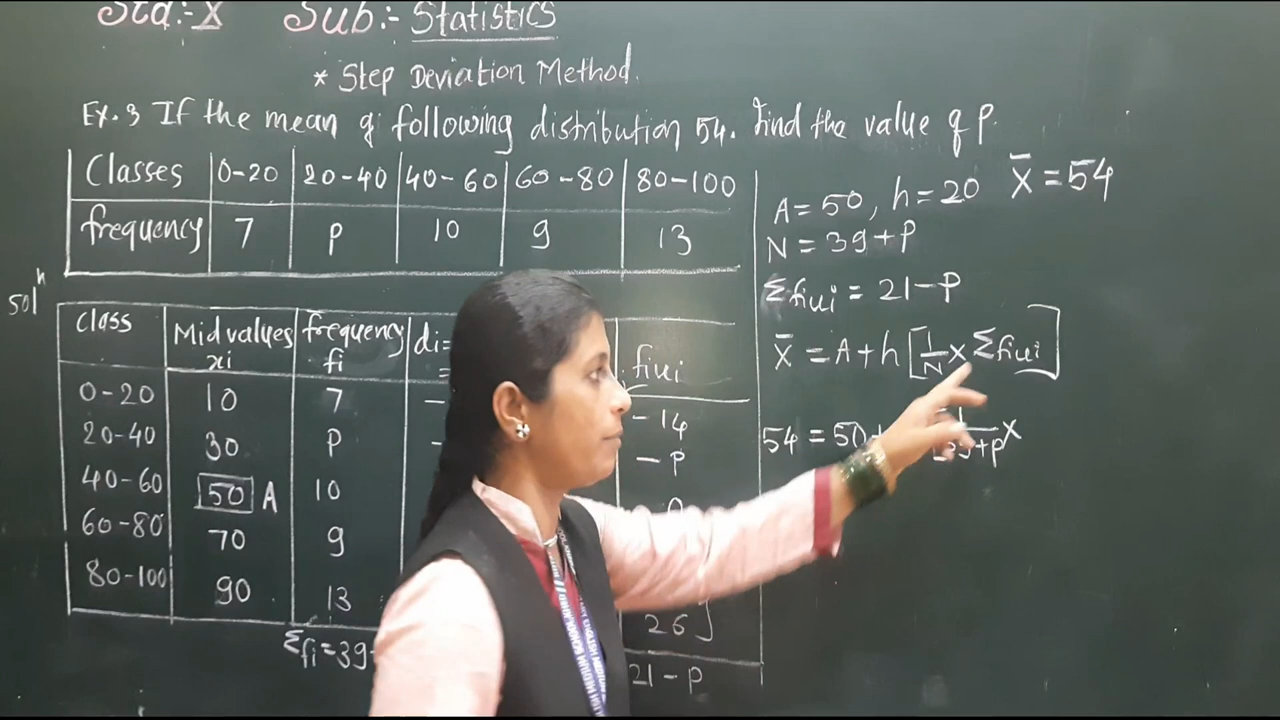 Std:- X Sub:- Statistics
* Step Deviation Method.
Ex. 3 If the mean of following distribution 54. Find the value of P.
Classes 0-20 20-40 40-60 60-80 80-100
frequency 7 P 10 9 13
A = 50, h = 20 X̄ = 54
N = 39 + P
Σfiui = 21 - P
X̄ = A + h [1/N × Σfiui]
54 = 50+ 1/39+P ×
Solⁿ
Class Mid values xi frequency fi di= fiui
0-20 10 7 - -14
20-40 30 P - -P
40-60 50 A 10 0
60-80 70 9
80-100 90 13 26
Σfi = 39 21 - P